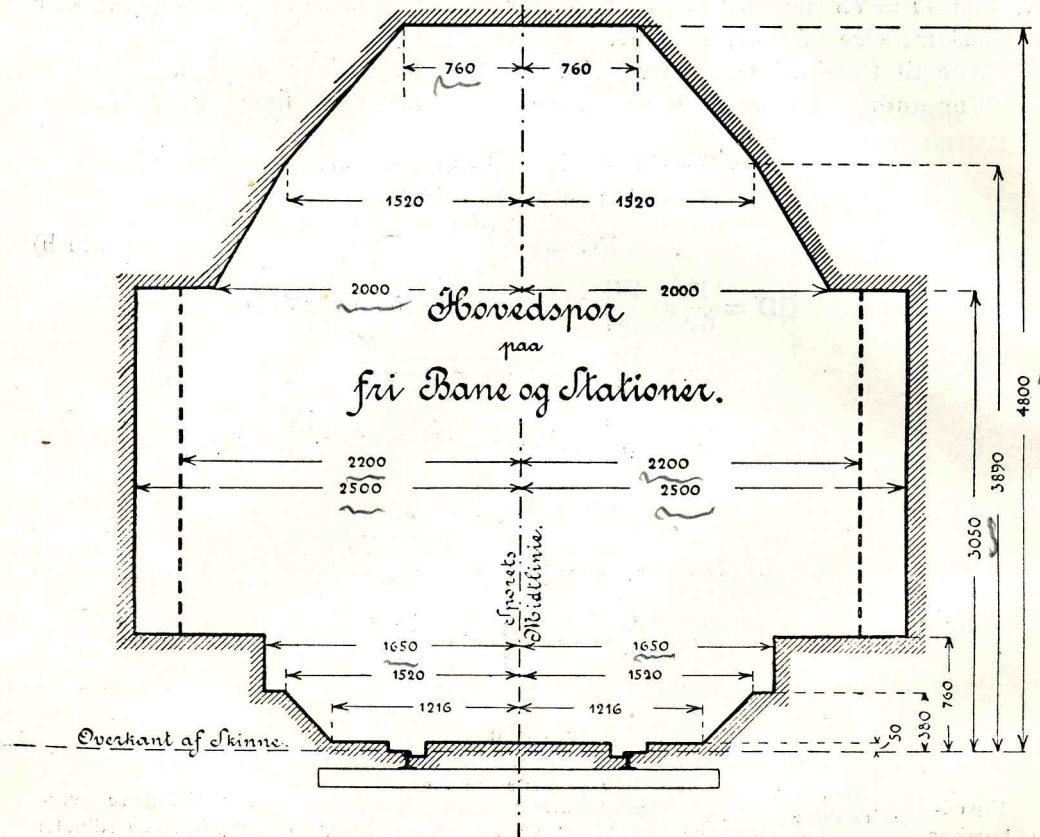 760 760
1520 1520
2000 2000
Hovedspor
paa
fri Bane og Stationer.
4800
3890
2200 2200
2500 2500
3050
Sporets
Midtlinie.
1650 1650
1520 1520
760
1216 1216
380
50
Overkant af Skinne.